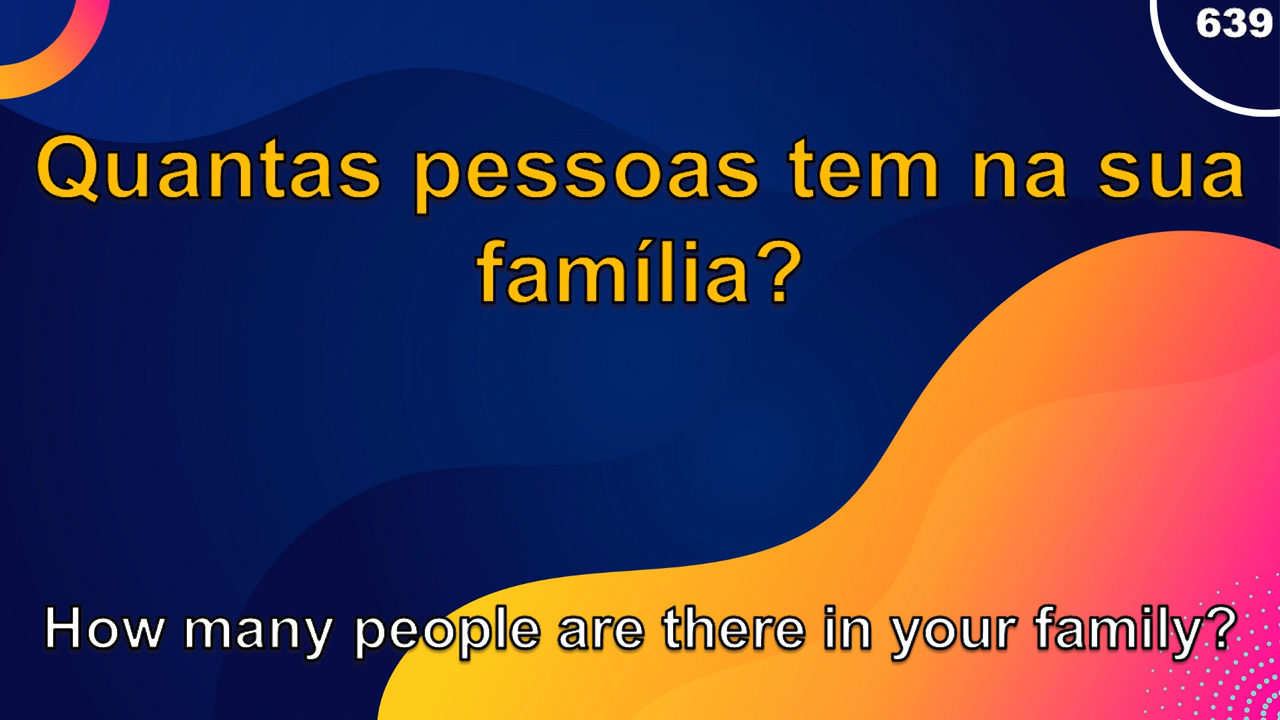 639
Quantas pessoas tem na sua
família?
How many people are there in your family?